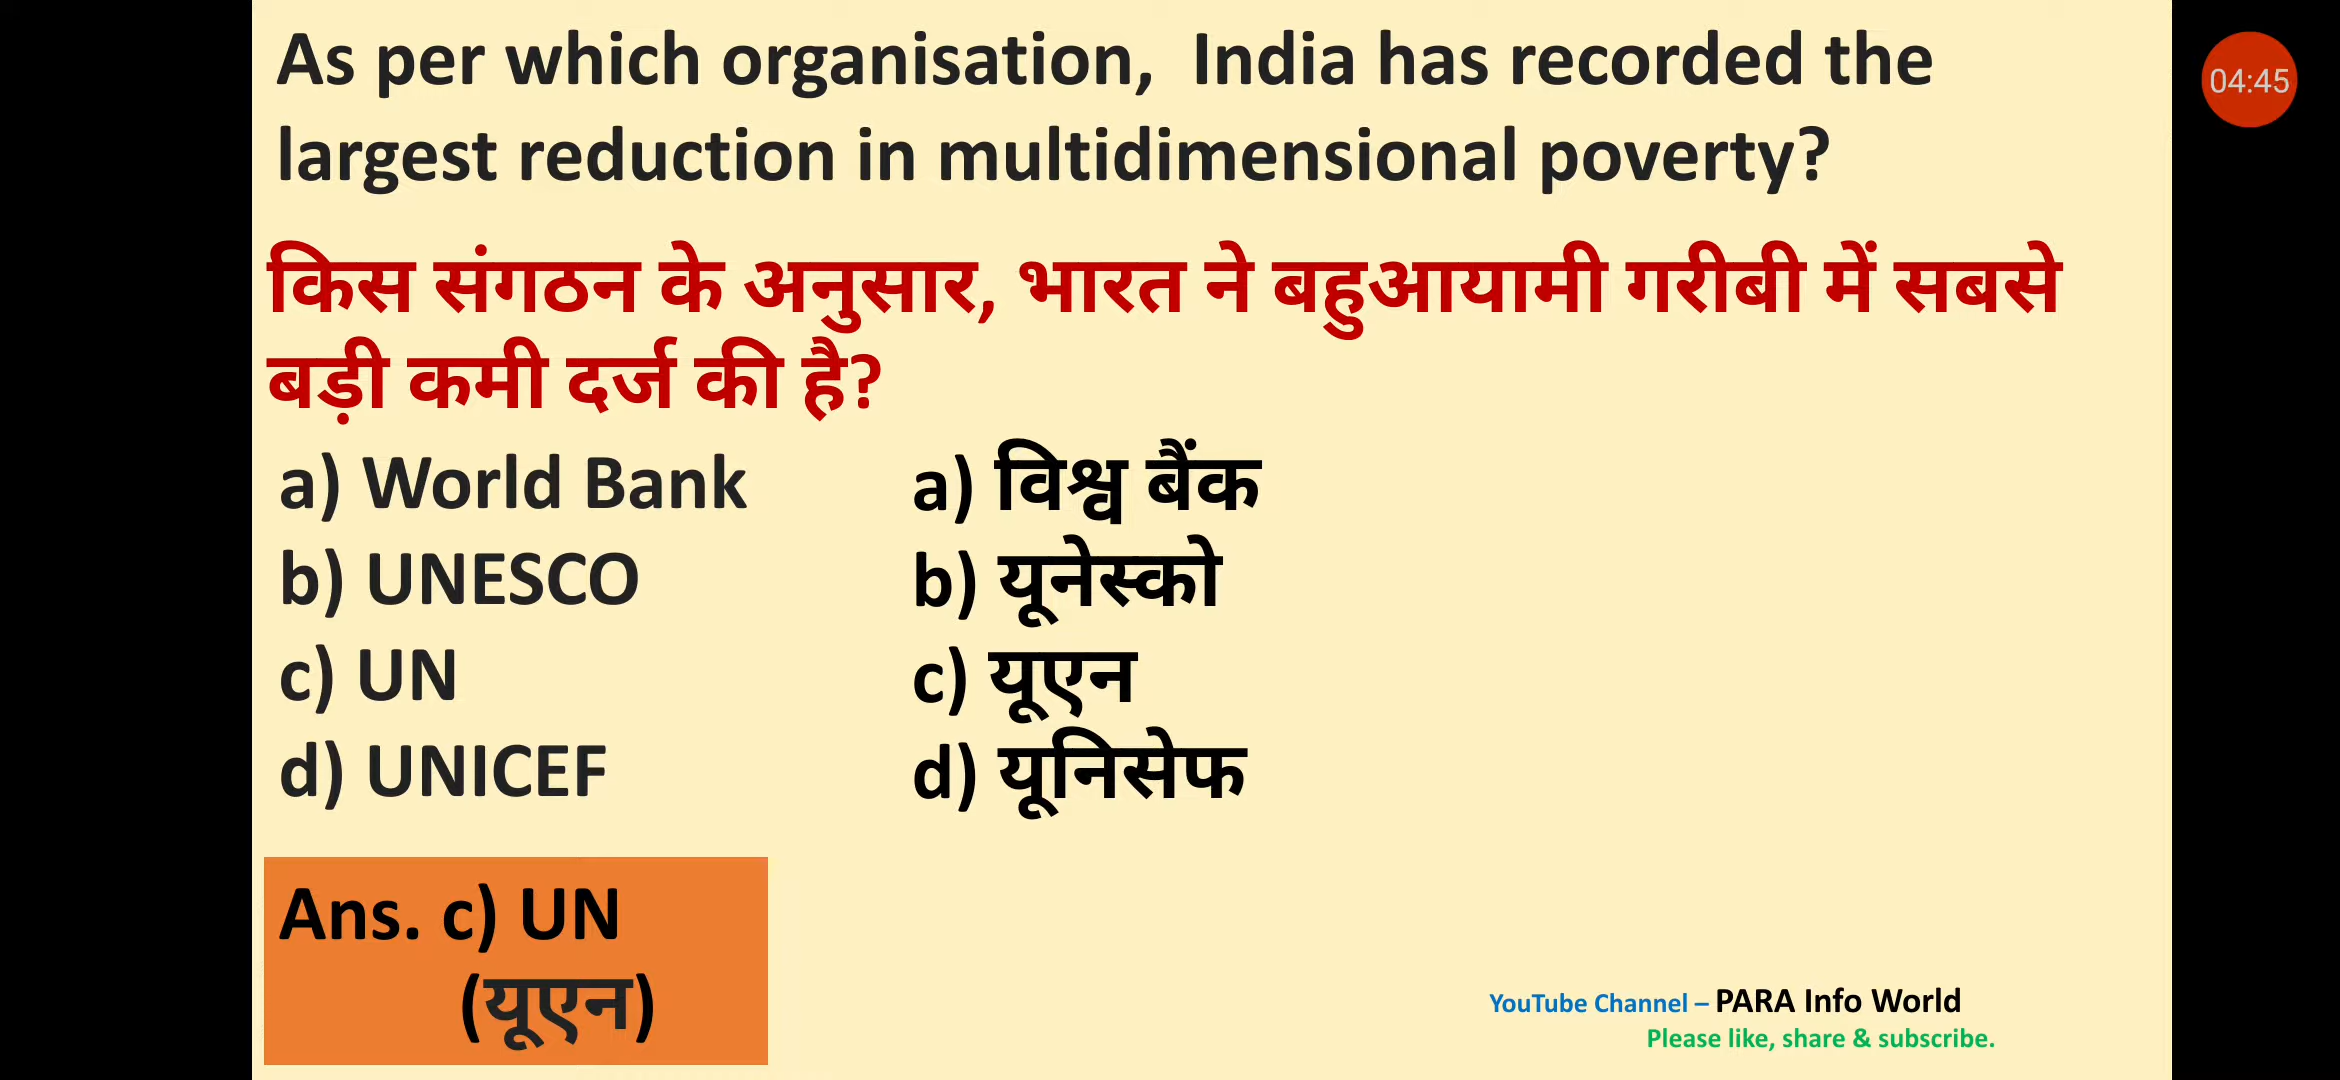 As per which organisation, India has recorded the
largest reduction in multidimensional poverty?
किस संगठन के अनुसार, भारत ने बहुआयामी गरीबी में सबसे
बड़ी कमी दर्ज की है?
a) World Bank
b) UNESCO
c) UN
d) UNICEF
a) विश्व बैंक
b) यूनेस्को
c) यूएन
d) यूनिसेफ
Ans. c) UN
(यूएन)
YouTube Channel – PARA Info World
Please like, share & subscribe.
04:45